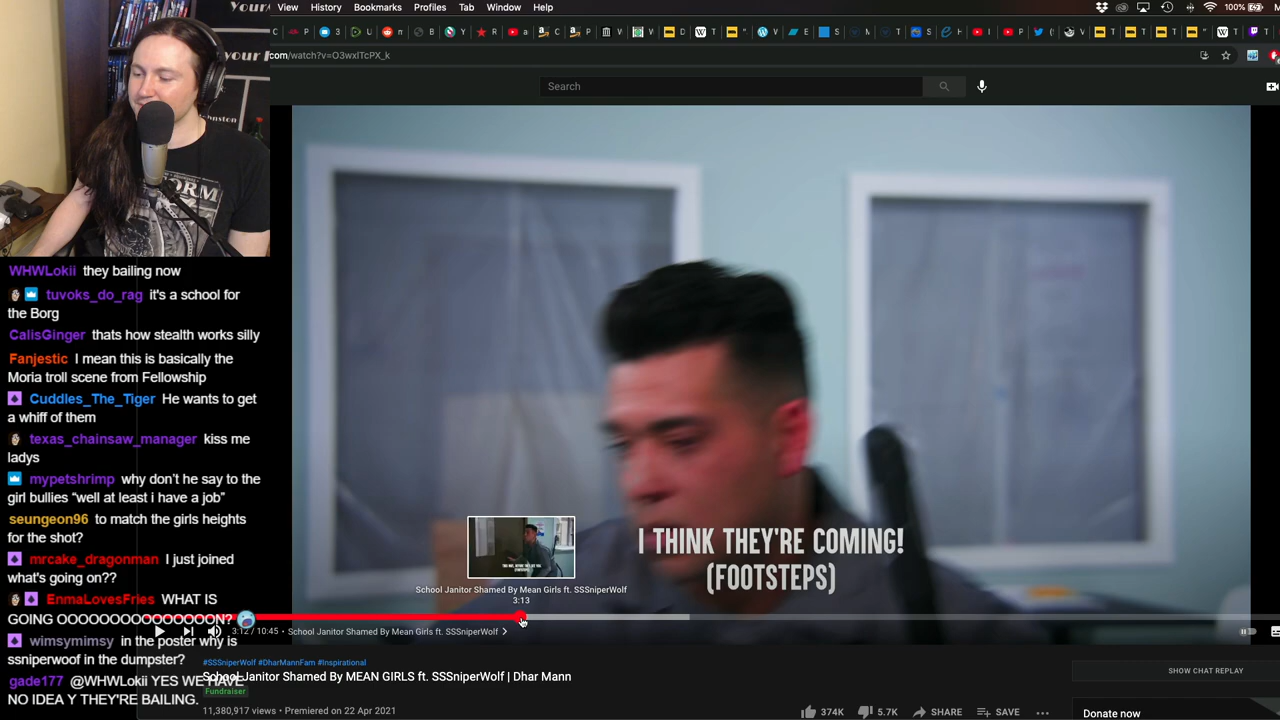 View History Bookmarks Profiles Tab Window Help 100%
com/watch?v=O3wxlTcPX_k
Search
WHWLokii they bailing now
tuvoks_do_rag it's a school for
the Borg
CalisGinger thats how stealth works silly
Fanjestic I mean this is basically the
Moria troll scene from Fellowship
Cuddles_The_Tiger He wants to get
a whiff of them
texas_chainsaw_manager kiss me
ladys
mypetshrimp why don't he say to the
girl bullies "well at least i have a job"
seungeon96 to match the girls heights
for the shot?
mrcake_dragonman I just joined
what's going on??
EnmaLovesFries WHAT IS
GOING OOOOOOOOOOOOOOON?
wimsymimsy in the poster why is
ssniperwoof in the dumpster?
gade177 @WHWLokii YES WE HAVE
NO IDEA Y THEY'RE BAILING.
I THINK THEY'RE COMING!
(FOOTSTEPS)
School Janitor Shamed By Mean Girls ft. SSSniperWolf
3:13
3:12 / 10:45 · School Janitor Shamed By Mean Girls ft. SSSniperWolf
#SSSniperWolf #DharMannFam #Inspirational
School Janitor Shamed By MEAN GIRLS ft. SSSniperWolf | Dhar Mann
Fundraiser
11,380,917 views • Premiered on 22 Apr 2021
374K 5.7K SHARE SAVE
SHOW CHAT REPLAY
Donate now